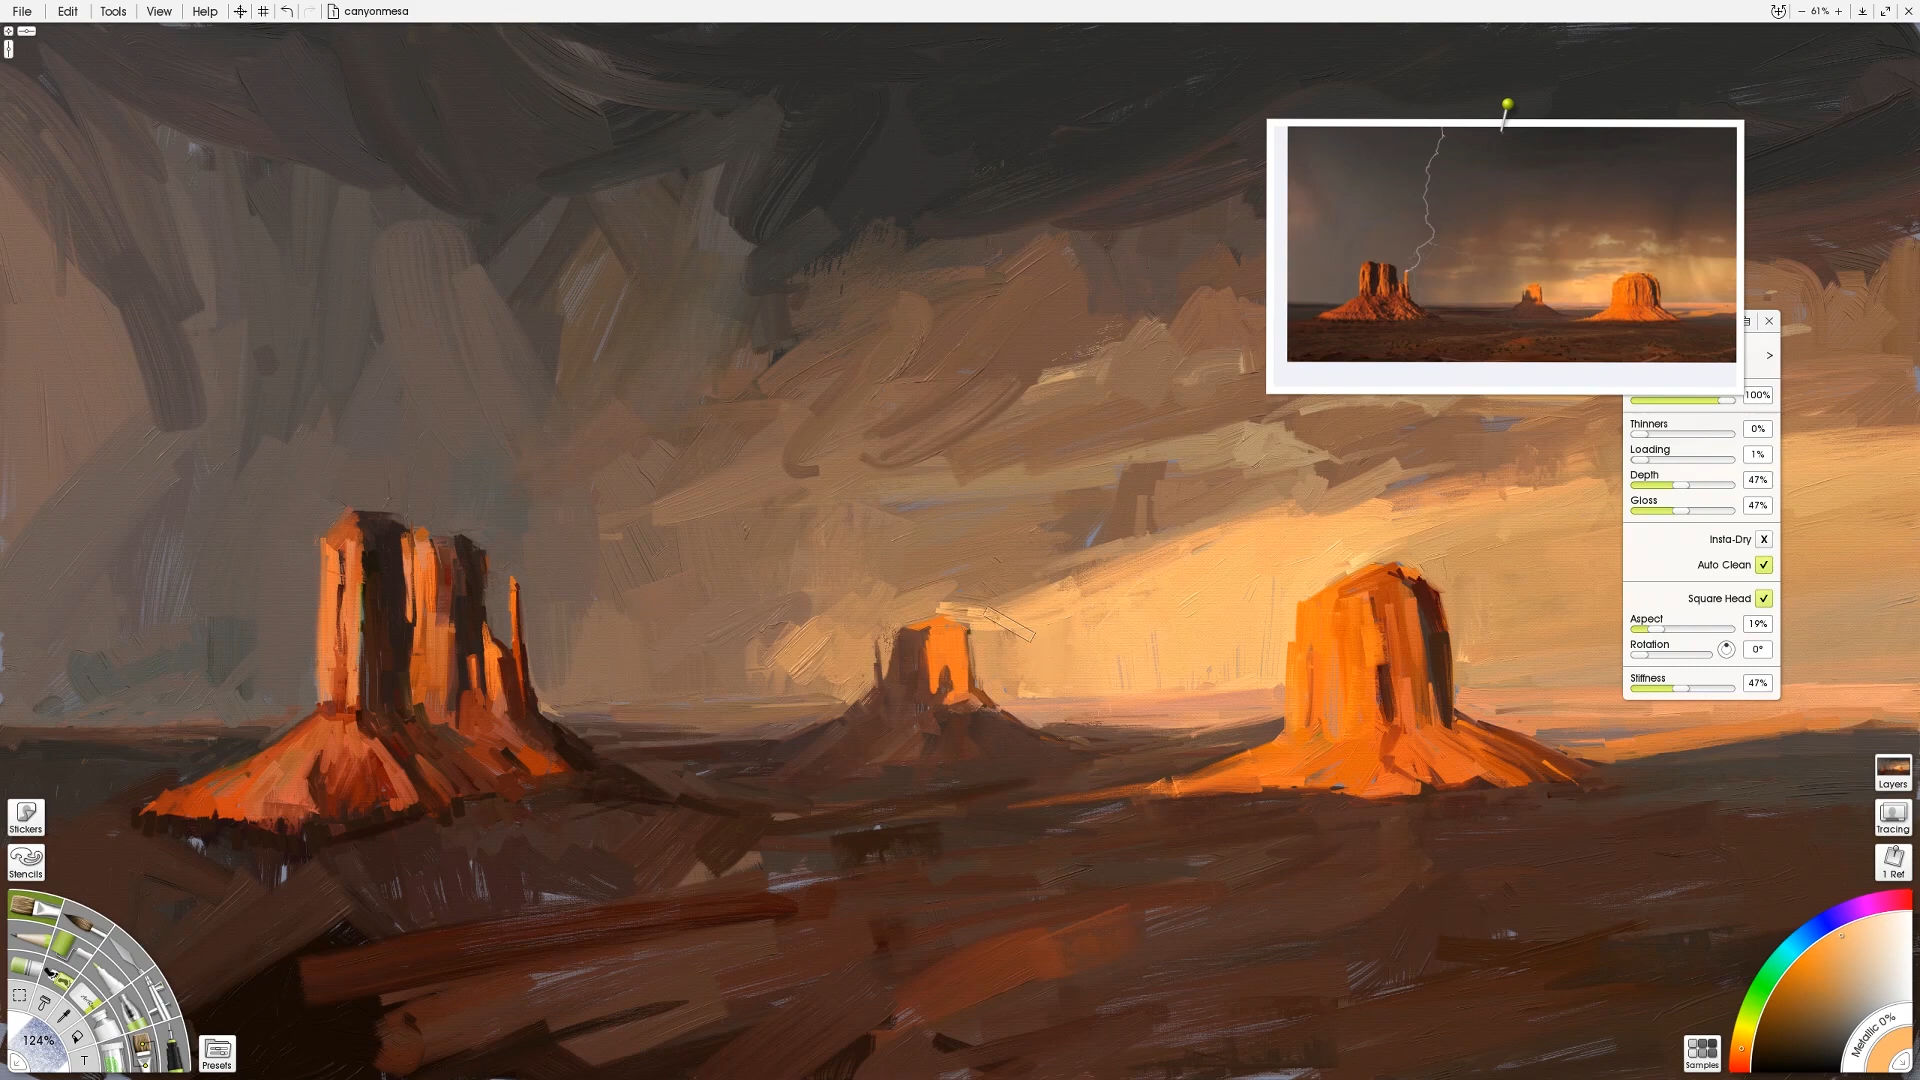 File Edit Tools View Help canyonmesa 61%
100%
Thinners 0%
Loading 1%
Depth 47%
Gloss 47%
Insta-Dry X
Auto Clean
Square Head
Aspect 19%
Rotation 0°
Stiffness 47%
Layers
Tracing
1 Ref
Stickers
Stencils
124%
T
Presets
Samples
Metallic 0%